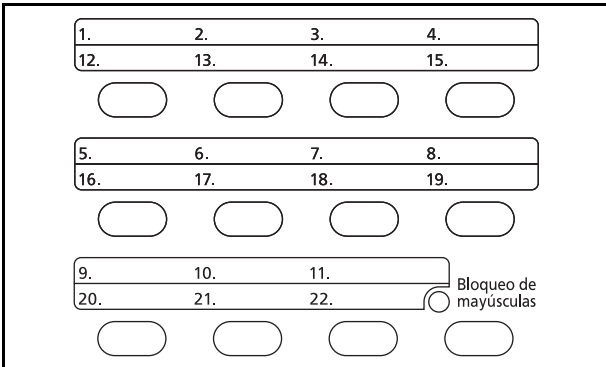 1. 2. 3. 4.
12. 13. 14. 15.
5. 6. 7. 8.
16. 17. 18. 19.
9. 10. 11.
20. 21. 22.
Bloqueo de
mayúsculas